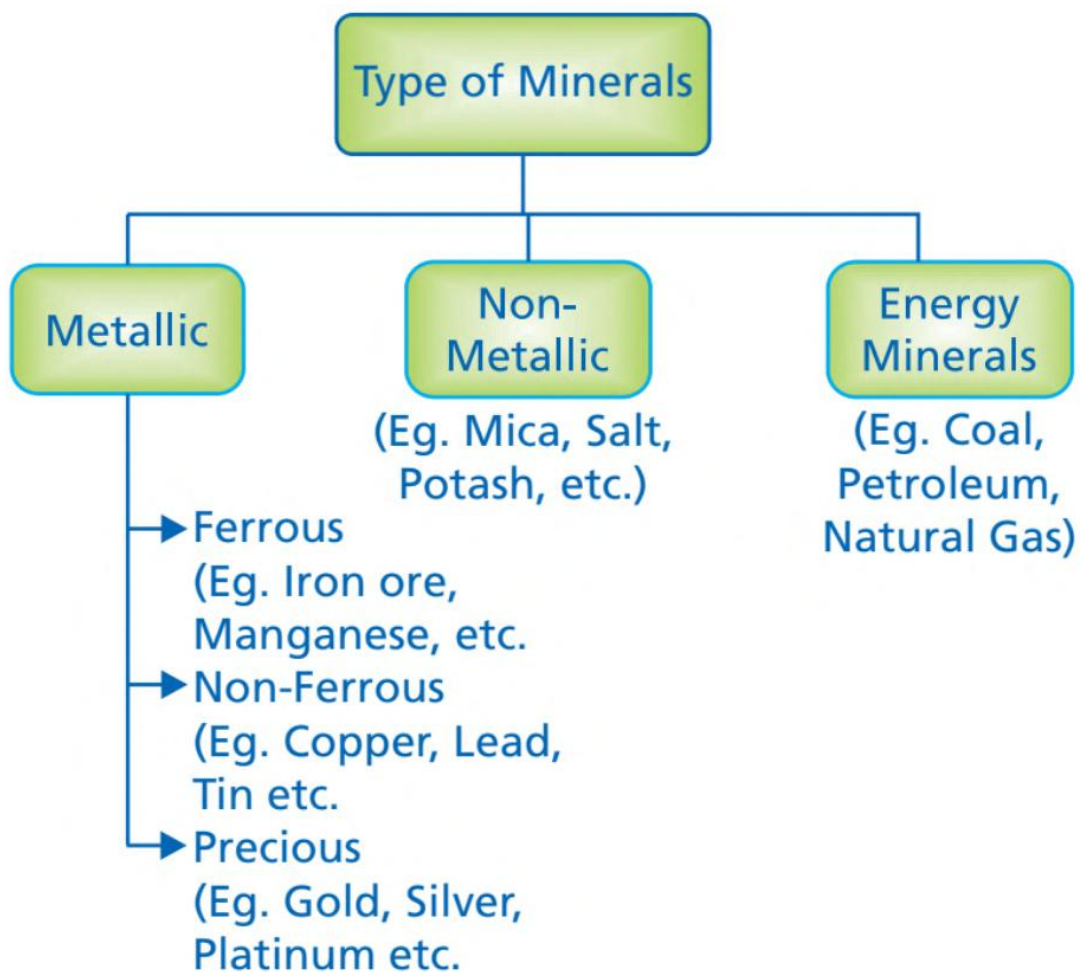 Type of Minerals
Metallic
Non-
Metallic
(Eg. Mica, Salt,
Potash, etc.)
Energy
Minerals
(Eg. Coal,
Petroleum,
Natural Gas)
Ferrous
(Eg. Iron ore,
Manganese, etc.
Non-Ferrous
(Eg. Copper, Lead,
Tin etc.
Precious
(Eg. Gold, Silver,
Platinum etc.